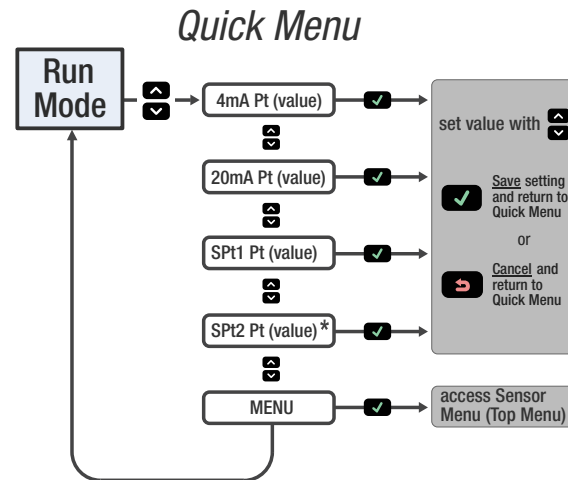 Quick Menu
Run
Mode
4mA Pt (value)
20mA Pt (value)
SPt1 Pt (value)
SPt2 Pt (value)*
MENU
set value with
Save setting
and return to
Quick Menu
or
Cancel and
return to
Quick Menu
access Sensor
Menu (Top Menu)